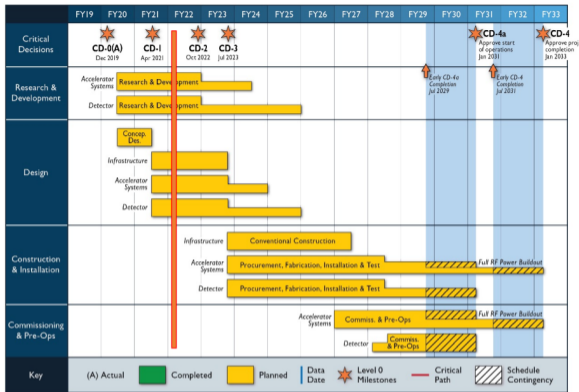 FY19 FY20 FY21 FY22 FY23 FY24 FY25 FY26 FY27 FY28 FY29 FY30 FY31 FY32 FY33
Critical
Decisions
CD-0(A)
Dec 2019
CD-1
Apr 2021
CD-2
Oct 2022
CD-3
Jul 2023
CD-4a
Approve start
of operations
Jan 2031
CD-4
Approve proj
completion
Jan 2033
Early CD-4a
Completion
Jul 2029
Early CD-4
Completion
Jul 2031
Research &
Development
Accelerator
Systems
Research & Development
Detector
Research & Development
Design
Concep.
Des.
Infrastructure
Accelerator
Systems
Detector
Construction
& Installation
Infrastructure
Conventional Construction
Accelerator
Systems
Procurement, Fabrication, Installation & Test
Full RF Power Buildout
Detector
Procurement, Fabrication, Installation & Test
Commissioning
& Pre-Ops
Accelerator
Systems
Commiss. & Pre-Ops
Full RF Power Buildout
Detector
Commiss.
& Pre-Ops
Key
(A) Actual
Completed
Planned
Data
Date
Level 0
Milestones
Critical
Path
Schedule
Contingency